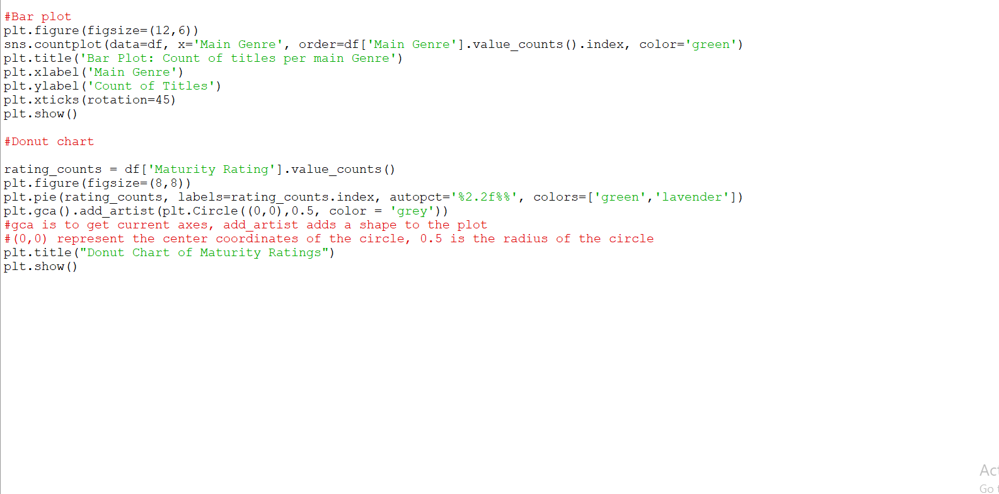 #Bar plot
plt.figure(figsize=(12,6))
sns.countplot(data=df, x='Main Genre', order=df['Main Genre'].value_counts().index, color='green')
plt.title('Bar Plot: Count of titles per main Genre')
plt.xlabel('Main Genre')
plt.ylabel('Count of Titles')
plt.xticks(rotation=45)
plt.show()
#Donut chart
rating_counts = df['Maturity Rating'].value_counts()
plt.figure(figsize=(8,8))
plt.pie(rating_counts, labels=rating_counts.index, autopct='%2.2f%%', colors=['green','lavender'])
plt.gca().add_artist(plt.Circle((0,0),0.5, color = 'grey'))
#gca is to get current axes, add_artist adds a shape to the plot
#(0,0) represent the center coordinates of the circle, 0.5 is the radius of the circle
plt.title("Donut Chart of Maturity Ratings")
plt.show()
Go